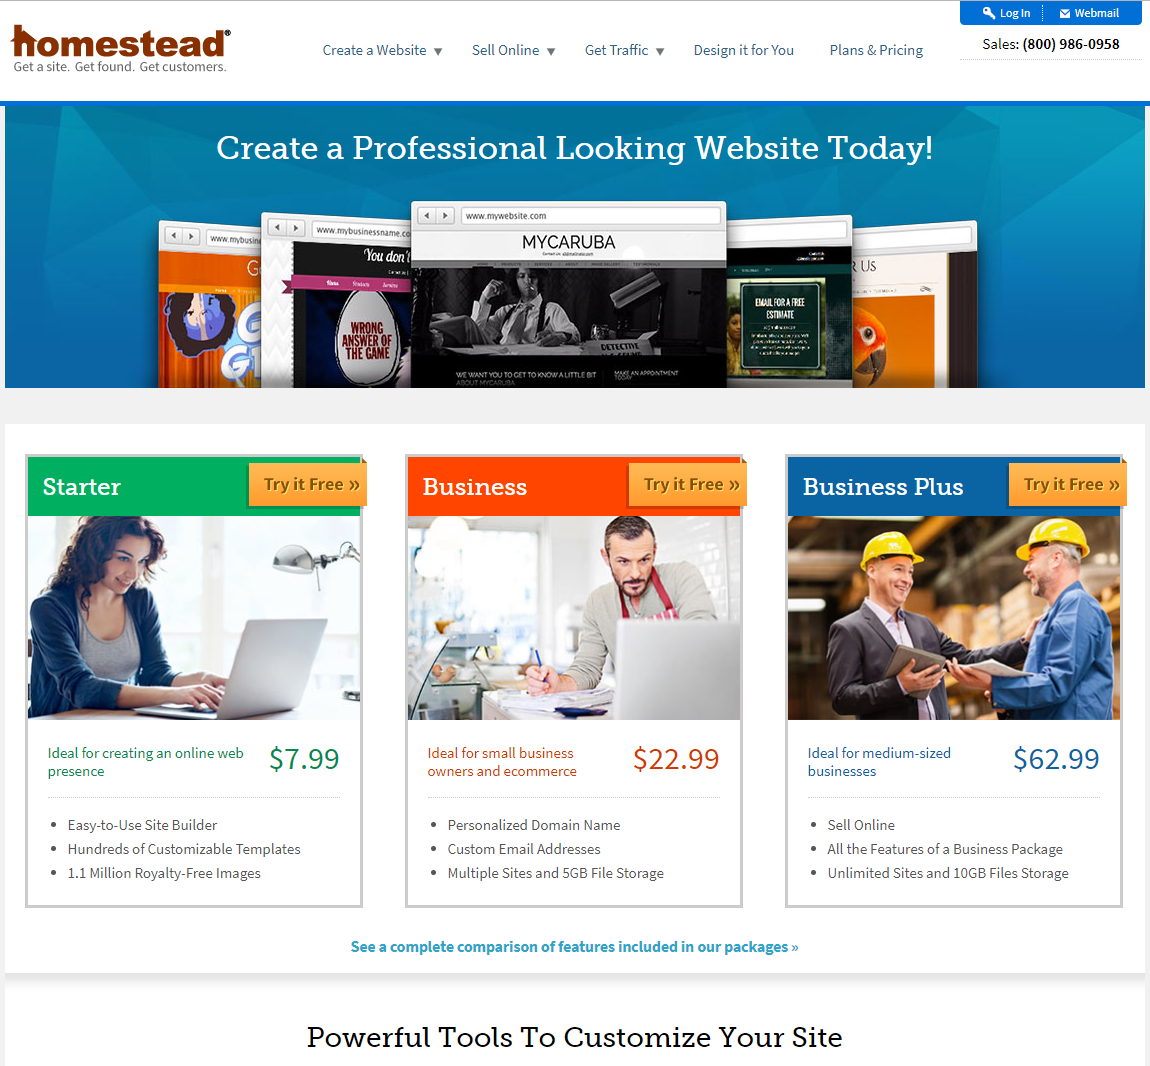 Log In
Webmail
homestead®
Get a site. Get found. Get customers.
Create a Website
Sell Online
Get Traffic
Design it for You
Plans & Pricing
Sales: (800) 986-0958
Create a Professional Looking Website Today!
www.mybusin
www.mybusinessname.co
www.mywebsite.com
MYCARUBA
You don't
R US
WRONG
ANSWER OF
THE GAME
EMAIL FOR A FREE
ESTIMATE
DETECTIVE
WE WANT YOU TO GET TO KNOW A LITTLE BIT
ABOUT MYCARUBA
MAKE AN APPOINTMENT
TODAY
Starter
Try it Free »
Business
Try it Free »
Business Plus
Try it Free »
Ideal for creating an online web
presence
$7.99
Easy-to-Use Site Builder
Hundreds of Customizable Templates
1.1 Million Royalty-Free Images
Ideal for small business
owners and ecommerce
$22.99
Personalized Domain Name
Custom Email Addresses
Multiple Sites and 5GB File Storage
Ideal for medium-sized
businesses
$62.99
Sell Online
All the Features of a Business Package
Unlimited Sites and 10GB Files Storage
See a complete comparison of features included in our packages »
Powerful Tools To Customize Your Site